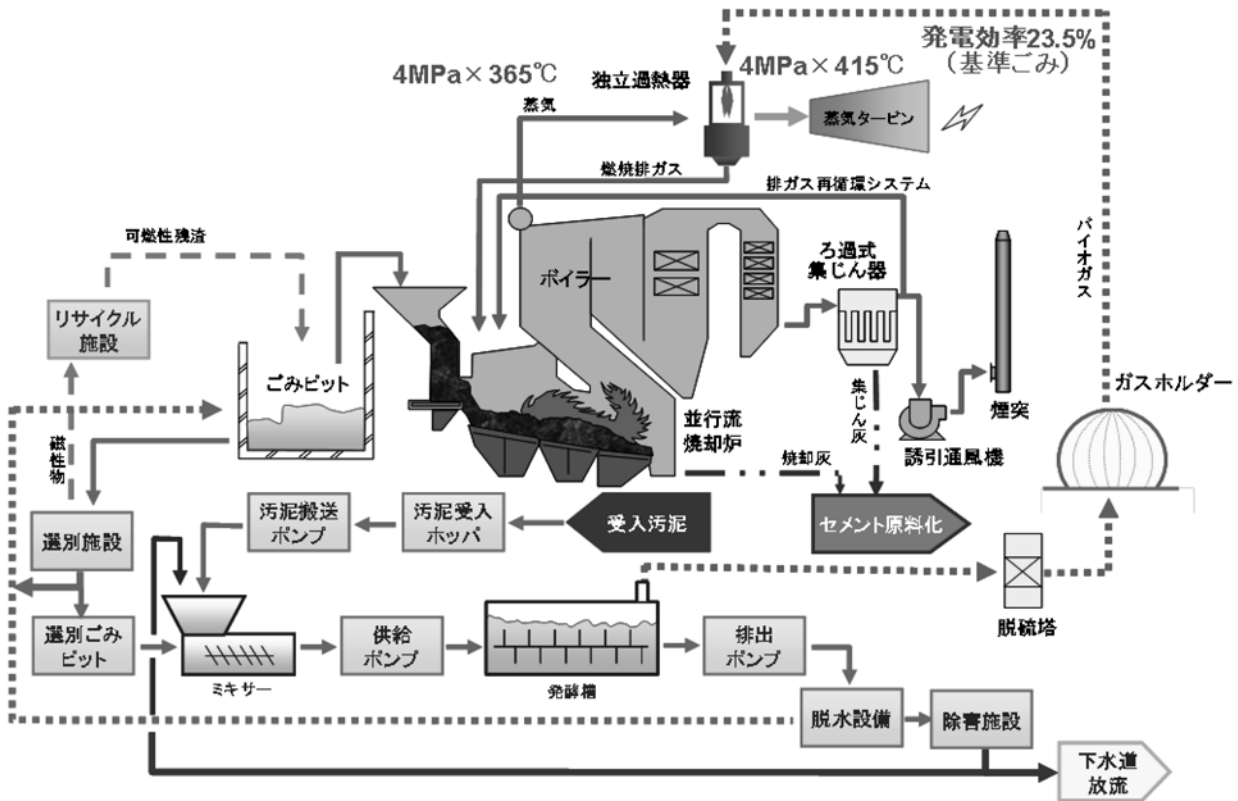 発電効率23.5%
(基準ごみ)
4MPa×365℃
独立過熱器
4MPa×415℃
蒸気
蒸気タービン
燃焼排ガス
排ガス再循環システム
バイオガス
可燃性残渣
ボイラー
ろ過式
集じん器
リサイクル
施設
ごみピット
ガスホルダー
煙突
集じん灰
並行流
焼却炉
誘引通風機
磁性物
焼却灰
汚泥搬送
ポンプ
汚泥受入
ホッパ
受入汚泥
セメント原料化
選別施設
脱硫塔
選別ごみ
ピット
供給
ポンプ
排出
ポンプ
ミキサー
発酵槽
脱水設備
除害施設
下水道
放流